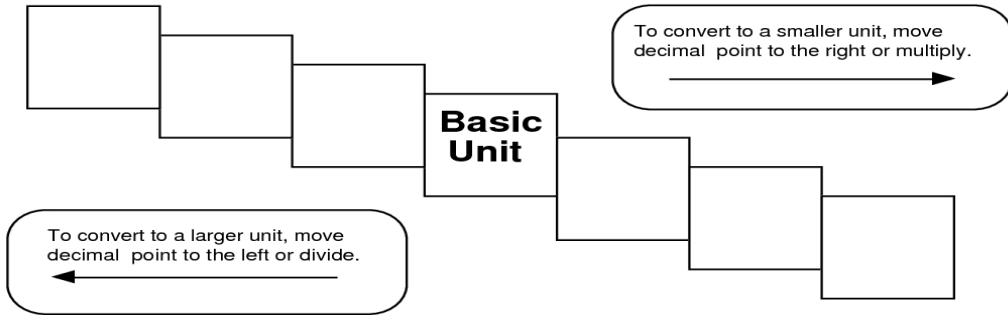 To convert to a smaller unit, move
decimal point to the right or multiply.
Basic
Unit
To convert to a larger unit, move
decimal point to the left or divide.